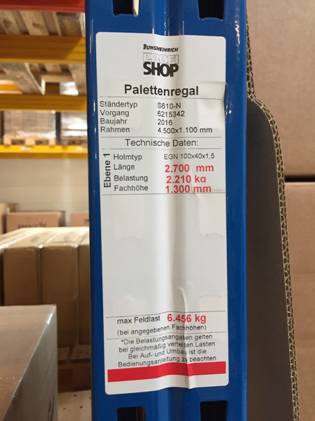 JUNGHEINRICH
PROFI
SHOP
Palettenregal
Ständertyp S610-N
Vorgang 6215342
Baujahr 2016
Rahmen 4.500x1.100 mm
Technische Daten:
Ebene 1
Holmtyp EGN 100x40x1,5
Länge 2.700 mm
Belastung 2.210 kg
Fachhöhe 1.300 mm
max Feldlast 6.456 kg
(bei angegebenen Fachhöhen)
*Die Belastungsangaben gelten
bei gleichmäßig verteilten Lasten
Bei Auf- und Umbau ist die
Bedienungsanleitung zu beachten